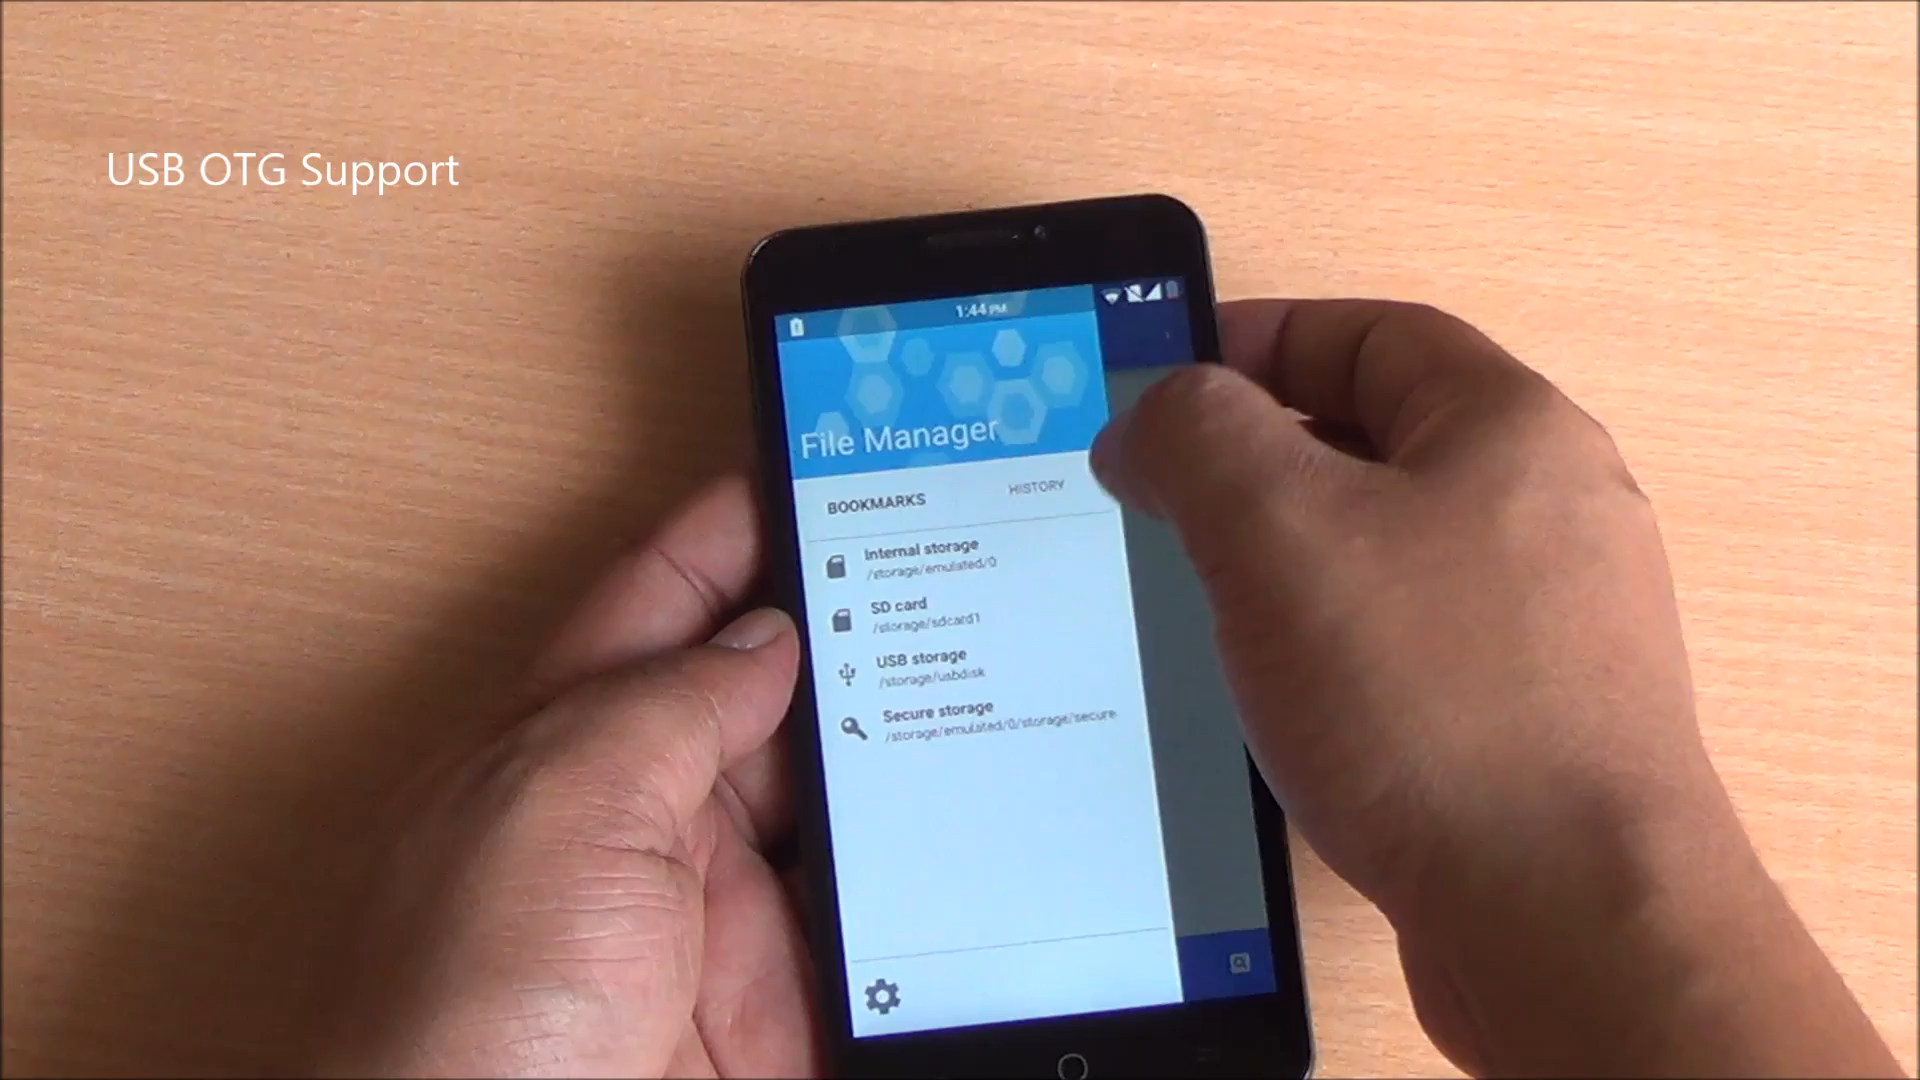 USB OTG Support
1:44 PM
File Manager
BOOKMARKS
HISTORY
Internal storage
/storage/emulated/0
SD card
/storage/sdcard1
USB storage
/storage/usbdisk
Secure storage
/storage/emulated/0/storage/secure